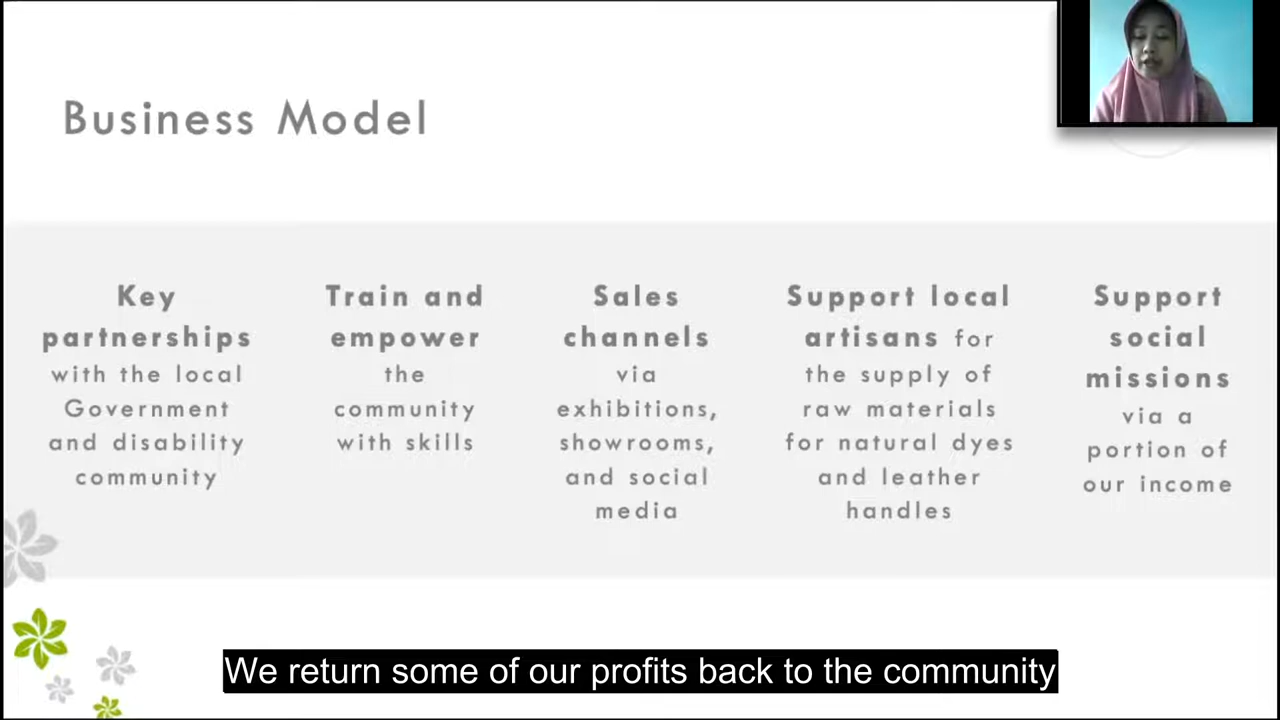 Business Model
Key
partnerships
with the local
Government
and disability
community
Train and
empower
the
community
with skills
Sales
channels
via
exhibitions,
showrooms,
and social
media
Support local
artisans for
the supply of
raw materials
for natural dyes
and leather
handles
Support
social
missions
via a
portion of
our income
We return some of our profits back to the community